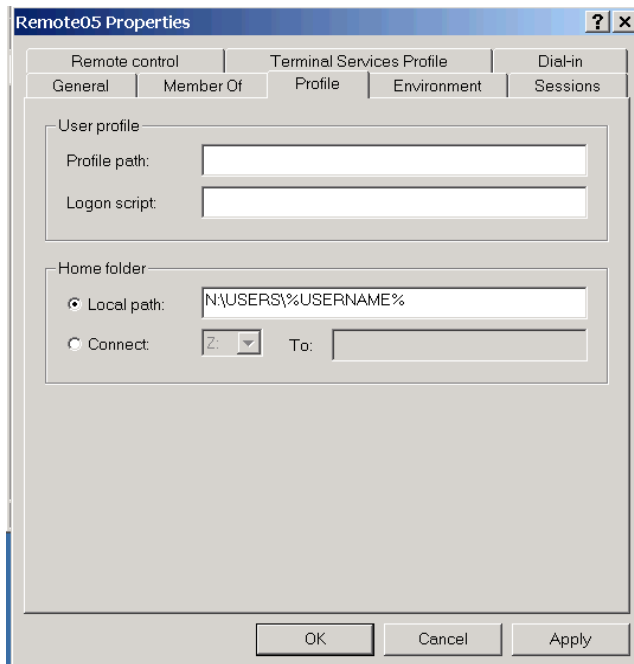 Remote05 Properties
Remote control Terminal Services Profile Dial-in
General Member Of Profile Environment Sessions
User profile
Profile path:
Logon script:
Home folder
Local path: N:\USERS\%USERNAME%
Connect: Z: To:
OK Cancel Apply